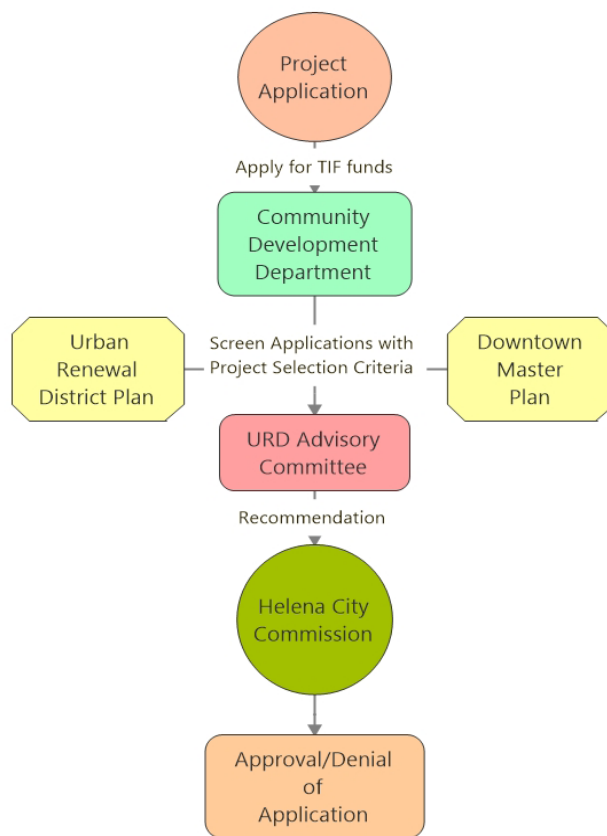 Project
Application
Apply for TIF funds
Community
Development
Department
Urban
Renewal
District Plan
Screen Applications with
Project Selection Criteria
Downtown
Master
Plan
URD Advisory
Committee
Recommendation
Helena City
Commission
Approval/Denial
of
Application